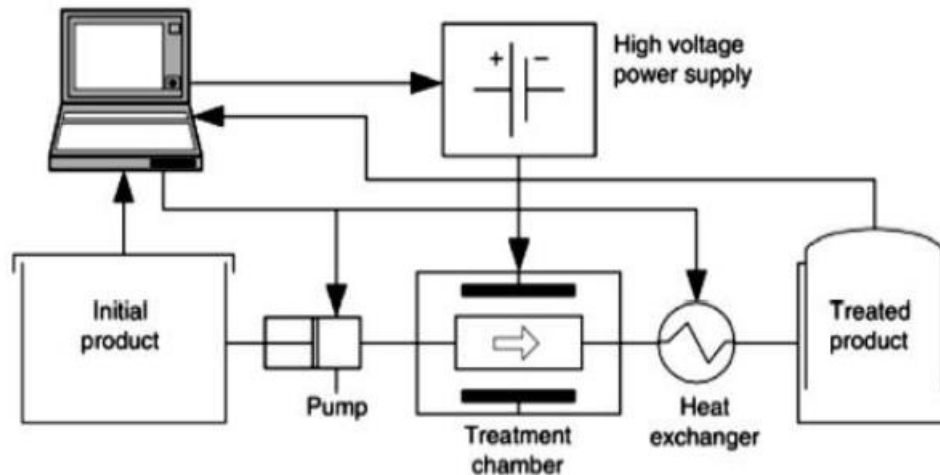 High voltage
power supply
+ −
Initial
product
Pump
Treatment
chamber
Heat
exchanger
Treated
product